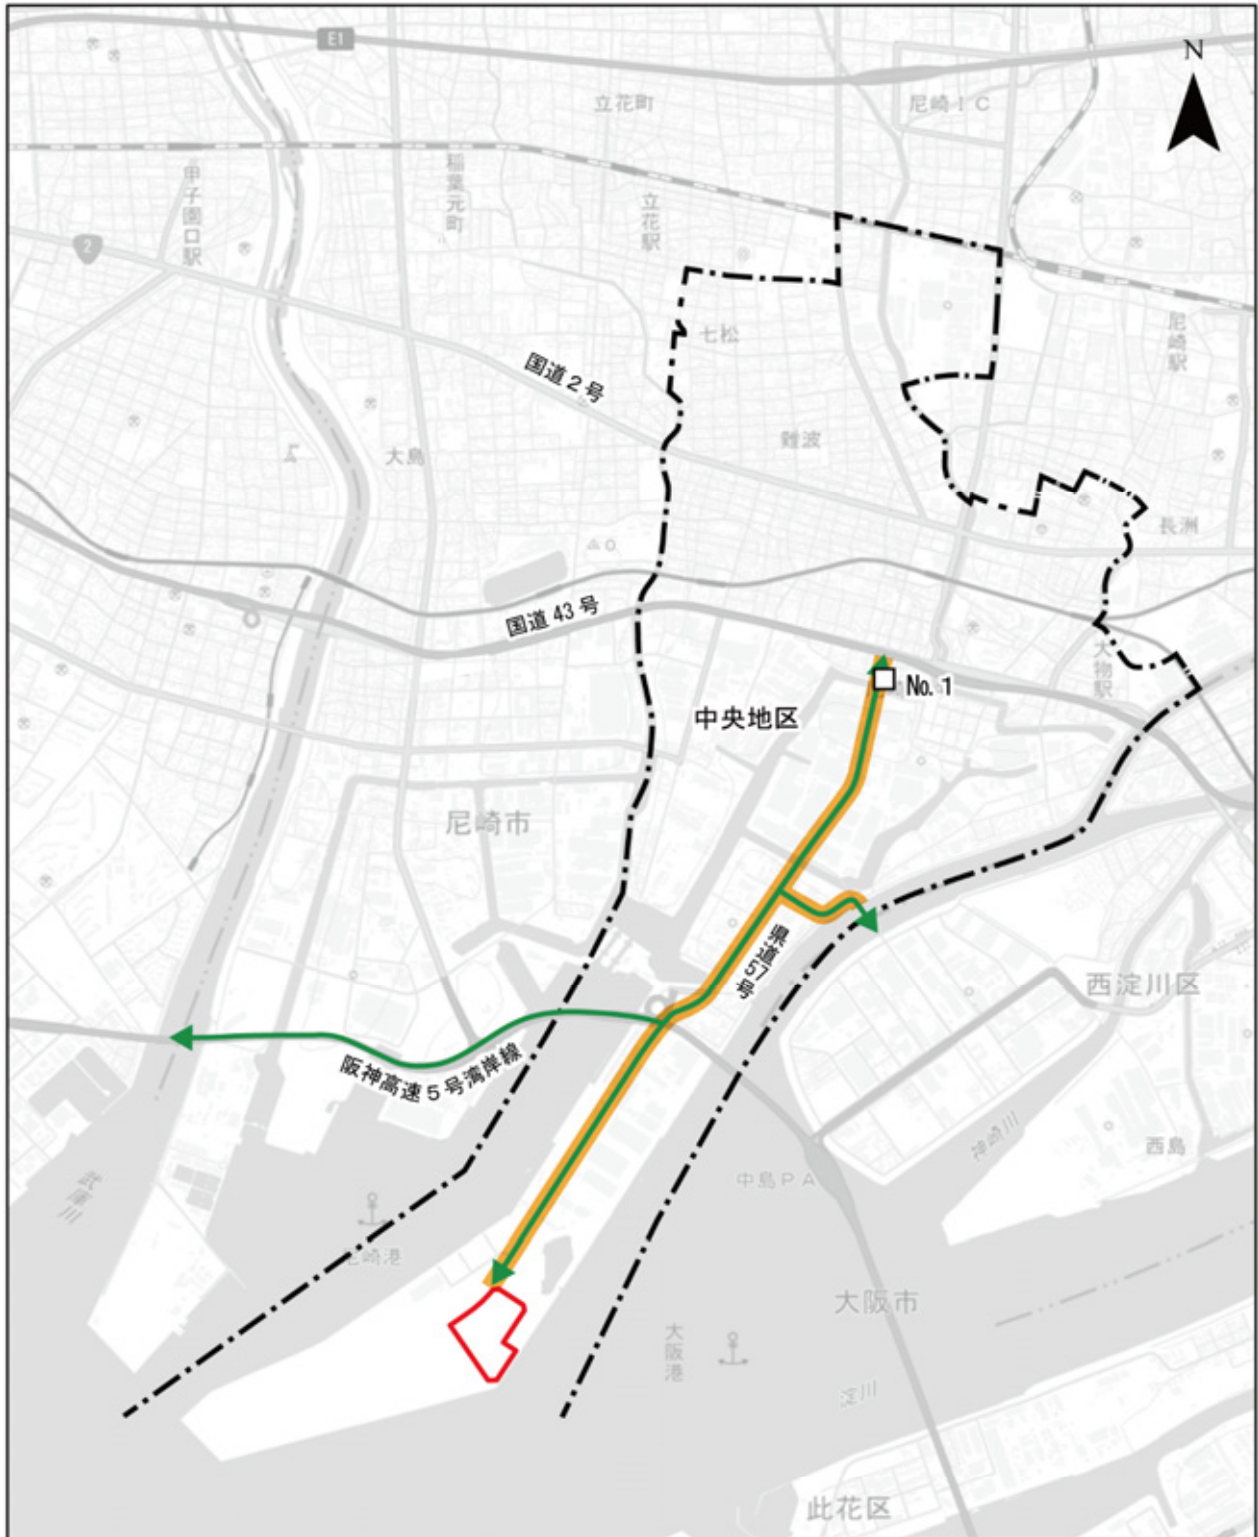 E1
N
立花町
尼崎IC
甲子園口駅
稲葉元町
立花駅
2
七松
尼崎駅
国道2号
難波
大島
長洲
国道43号
大物駅
No. 1
中央地区
尼崎市
県道57号
西淀川区
阪神高速5号湾岸線
神崎川
西島
中島PA
武庫川
尼崎港
大阪市
大阪港
淀川
此花区